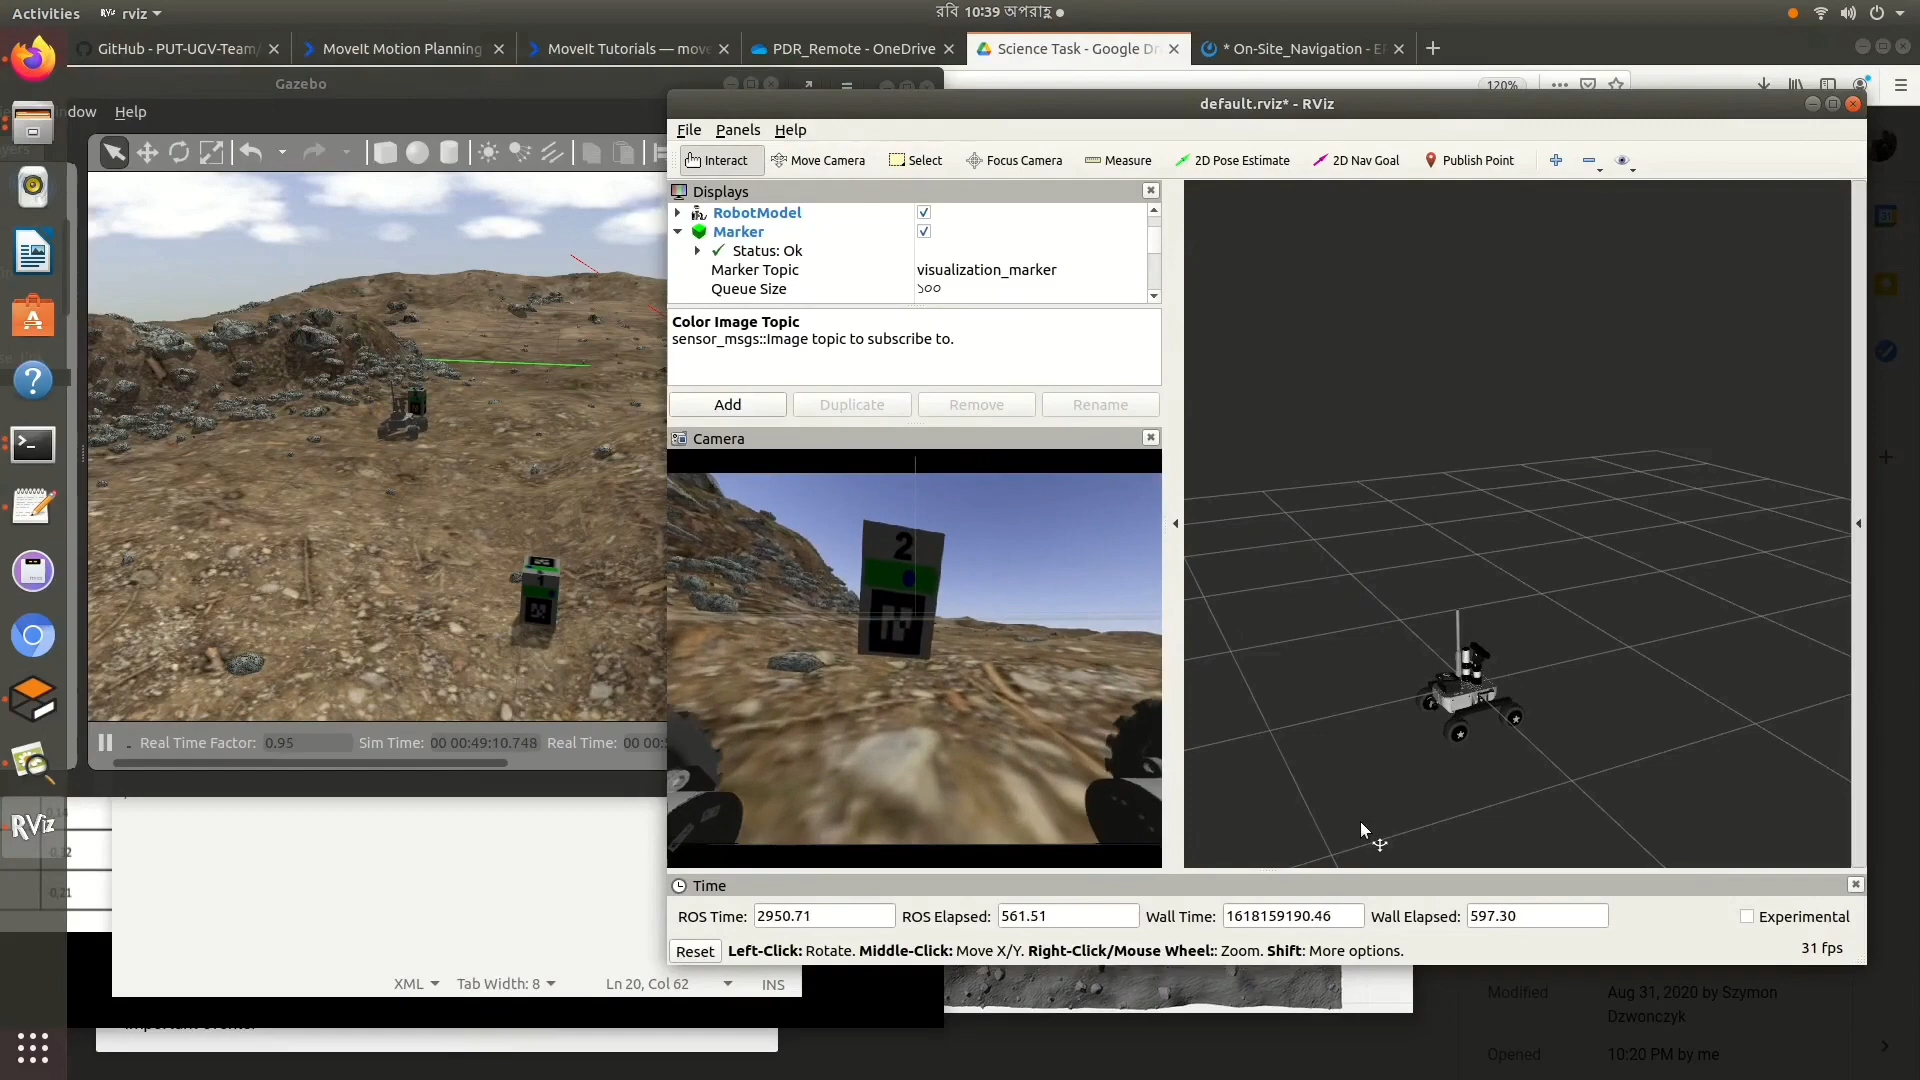 Activities
rviz
রবি 10:39 অপরাহ্ণ
GitHub - PUT-UGV-Team/
MoveIt Motion Planning
MoveIt Tutorials — move
PDR_Remote - OneDrive
Science Task - Google Dr
* On-Site_Navigation - E
Gazebo
120%
dow
Help
default.rviz* - RViz
File
Panels
Help
Interact
Move Camera
Select
Focus Camera
Measure
2D Pose Estimate
2D Nav Goal
Publish Point
Displays
RobotModel
Marker
Status: Ok
Marker Topic
visualization_marker
Queue Size
১০০
Color Image Topic
sensor_msgs::Image topic to subscribe to.
Add
Duplicate
Remove
Rename
Camera
2
1
Real Time Factor:
0.95
Sim Time:
00 00:49:10.748
Real Time:
00 00:
RViz
0,21
XML
Tab Width: 8
Ln 20, Col 62
INS
Time
ROS Time:
2950.71
ROS Elapsed:
561.51
Wall Time:
1618159190.46
Wall Elapsed:
597.30
Experimental
Reset
Left-Click: Rotate. Middle-Click: Move X/Y. Right-Click/Mouse Wheel:: Zoom. Shift: More options.
31 fps
Modified
Aug 31, 2020 by Szymon
Dzwonczyk
Opened
10:20 PM by me